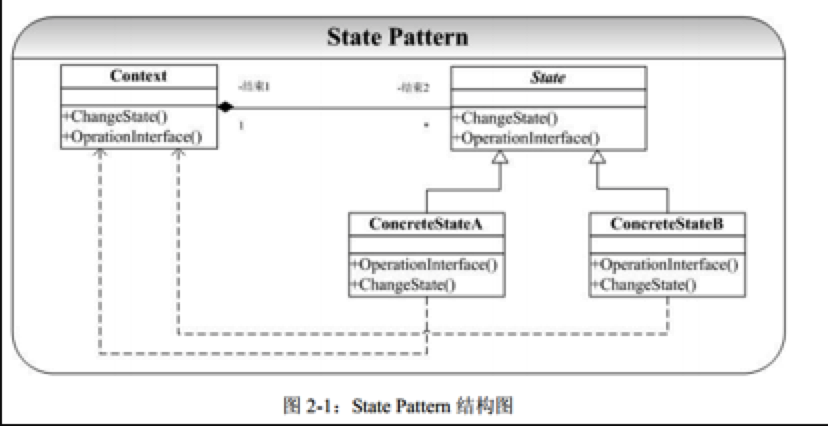 State Pattern
Context
-结束1
-结束2
State
+ChangeState()
+OprationInterface()
1
*
+ChangeState()
+OperationInterface()
ConcreteStateA
ConcreteStateB
+OperationInterface()
+ChangeState()
+OperationInterface()
+ChangeState()
图 2-1：State Pattern 结构图